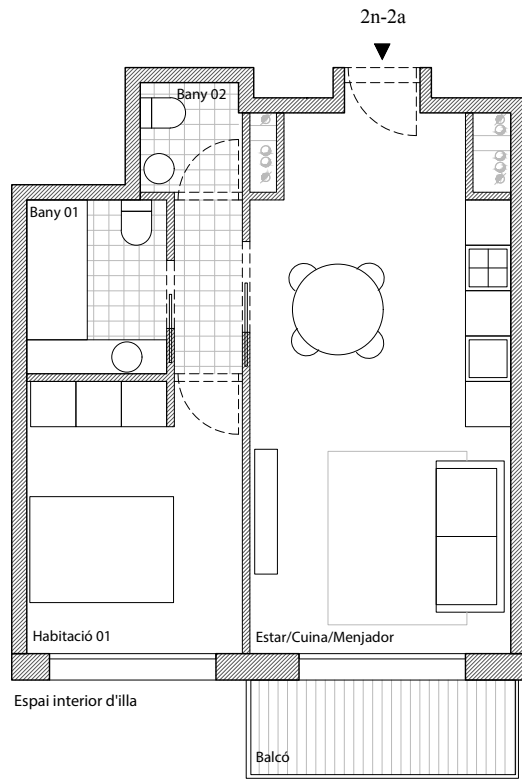 2n-2a
Bany 02
Bany 01
Habitació 01
Estar/Cuina/Menjador
Espai interior d'illa
Balcó